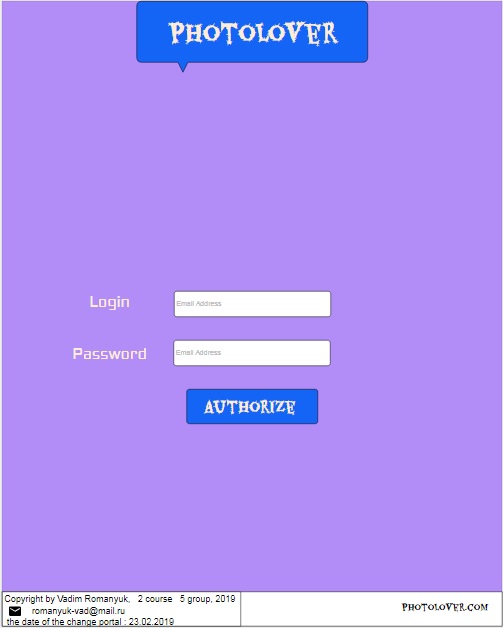 PHOTOLOVER
Login
Email Address
Password
Email Address
AUTHORIZE
Copyright by Vadim Romanyuk, 2 course 5 group, 2019
romanyuk-vad@mail.ru
the date of the change portal : 23.02.2019
PHOTOLOVER.COM